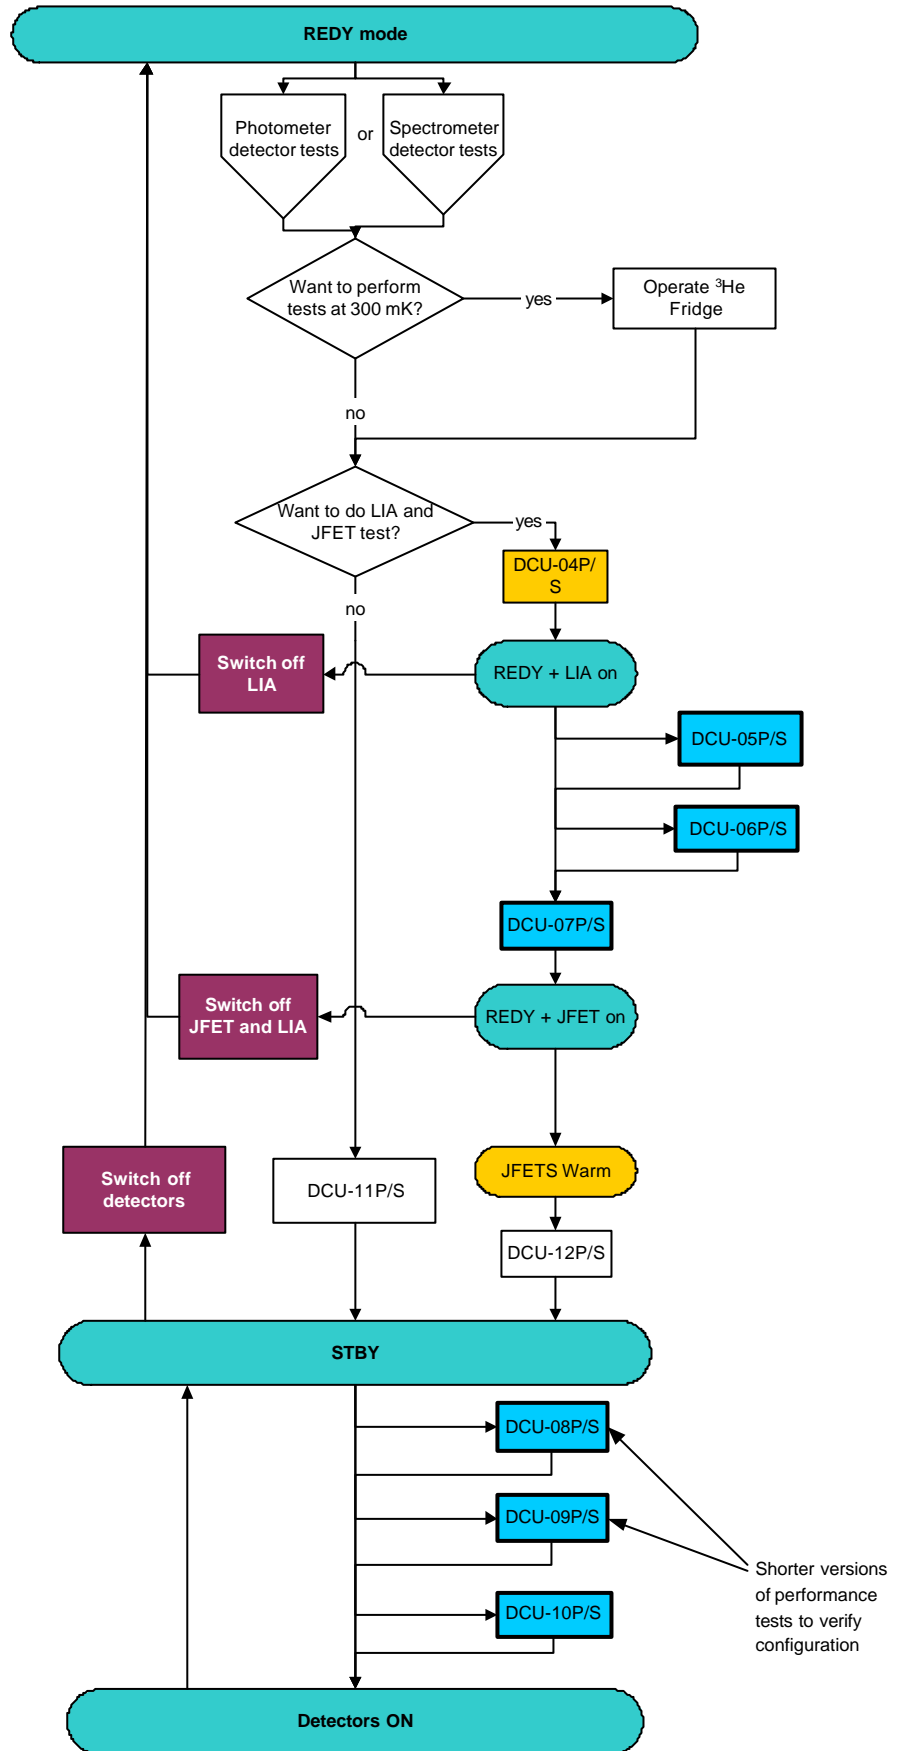 REDY mode
Photometer
detector tests
or
Spectrometer
detector tests
Want to perform
tests at 300 mK?
yes
Operate ³He
Fridge
no
Want to do LIA and
JFET test?
yes
DCU-04P/
S
no
Switch off
LIA
REDY + LIA on
DCU-05P/S
DCU-06P/S
DCU-07P/S
Switch off
JFET and LIA
REDY + JFET on
Switch off
detectors
DCU-11P/S
JFETS Warm
DCU-12P/S
STBY
DCU-08P/S
DCU-09P/S
Shorter versions
of performance
tests to verify
configuration
DCU-10P/S
Detectors ON